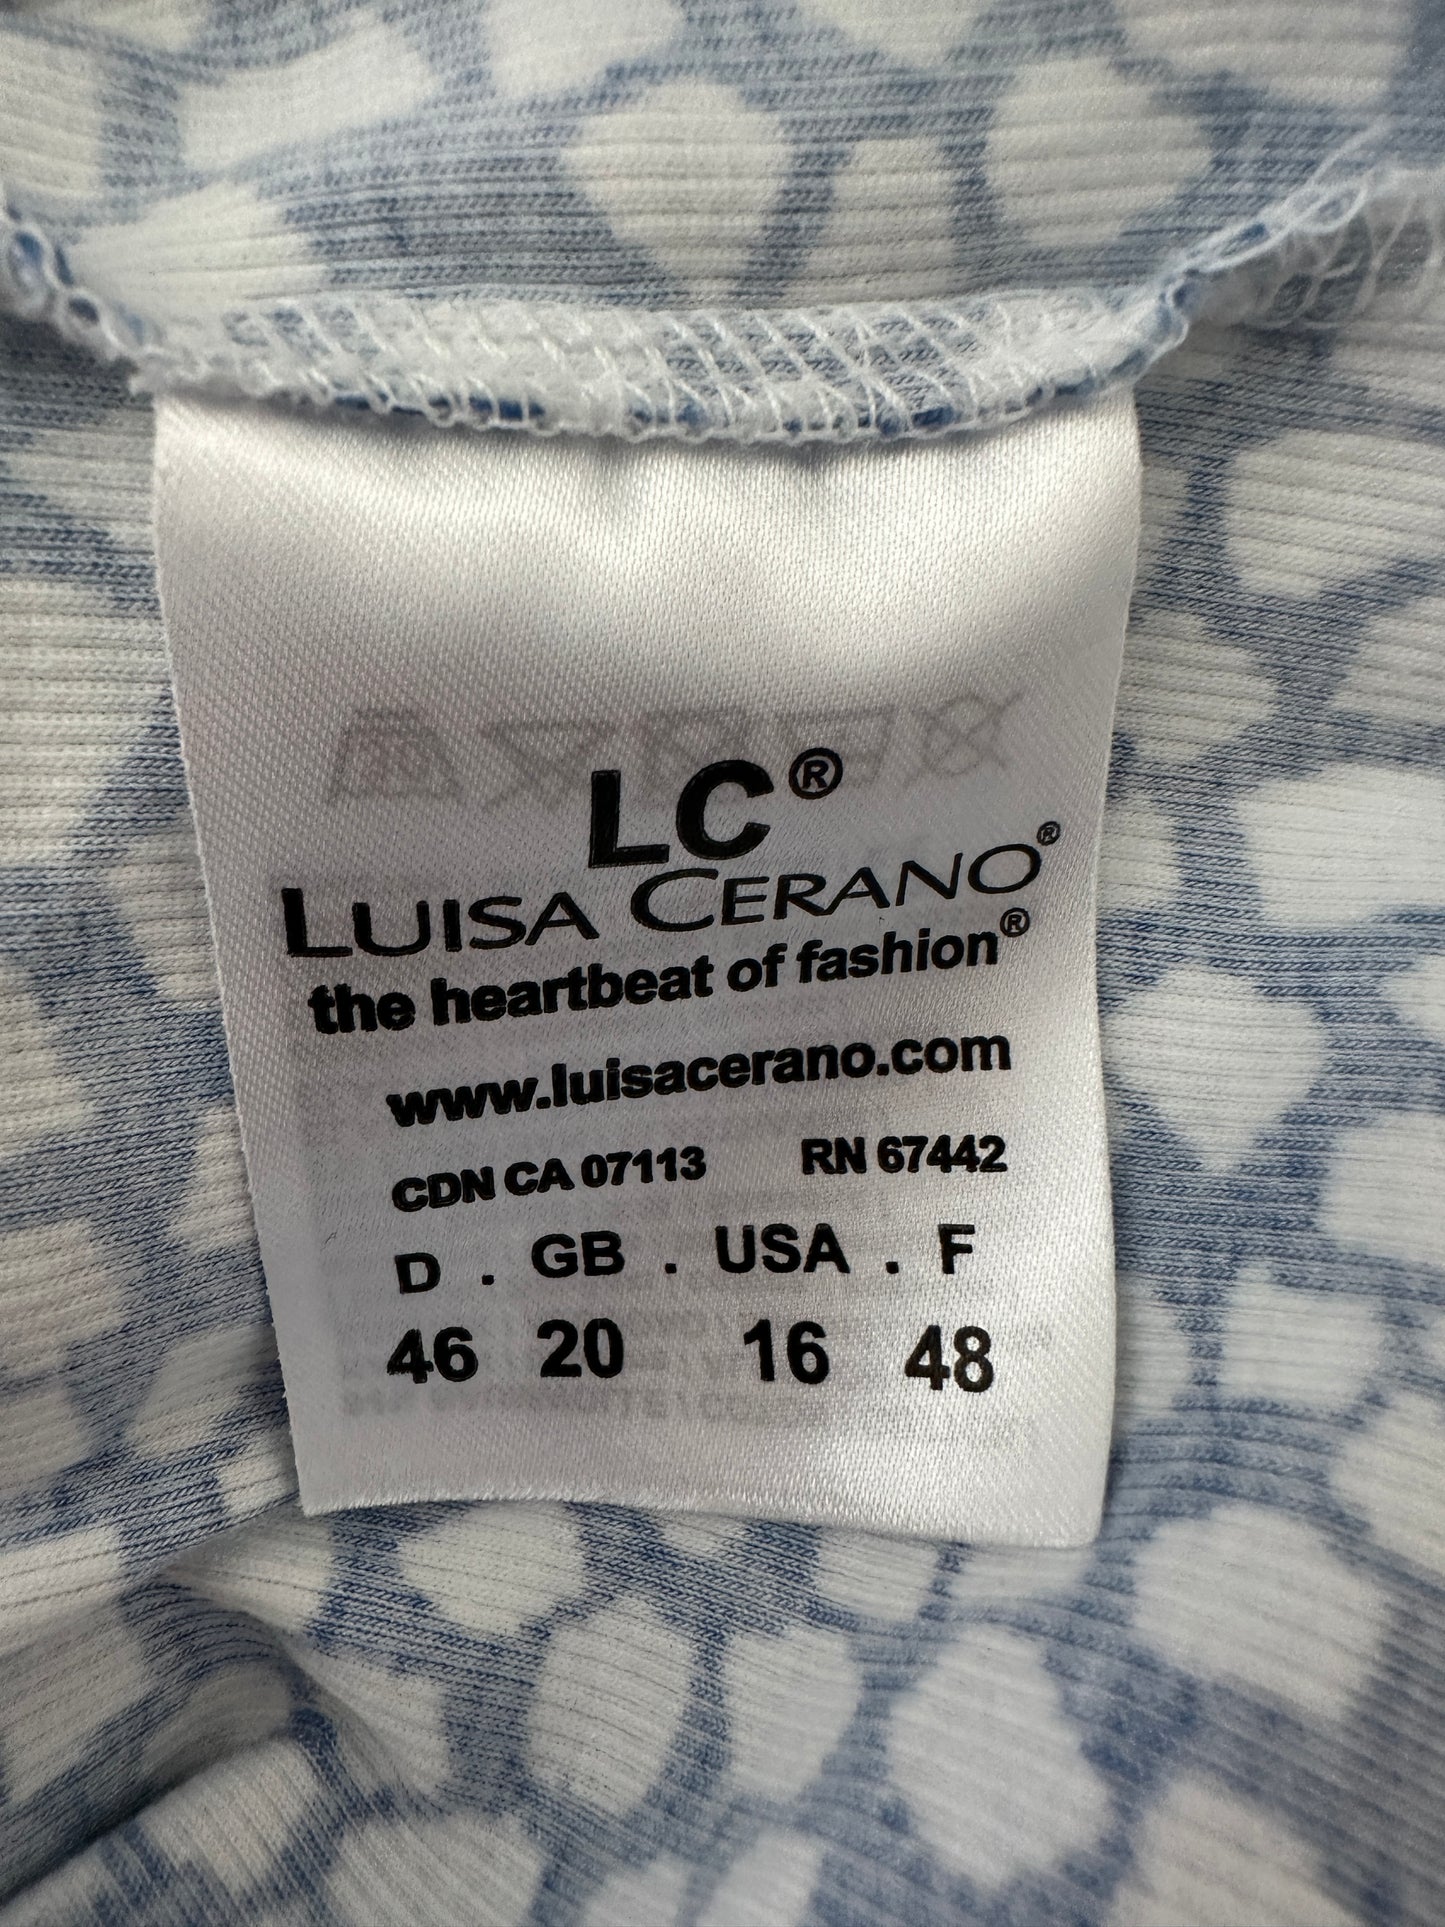 LC®
LUISA CERANO®
the heartbeat of fashion®
www.luisacerano.com
CDN CA 07113 RN 67442
D . GB . USA . F
46 20 16 48